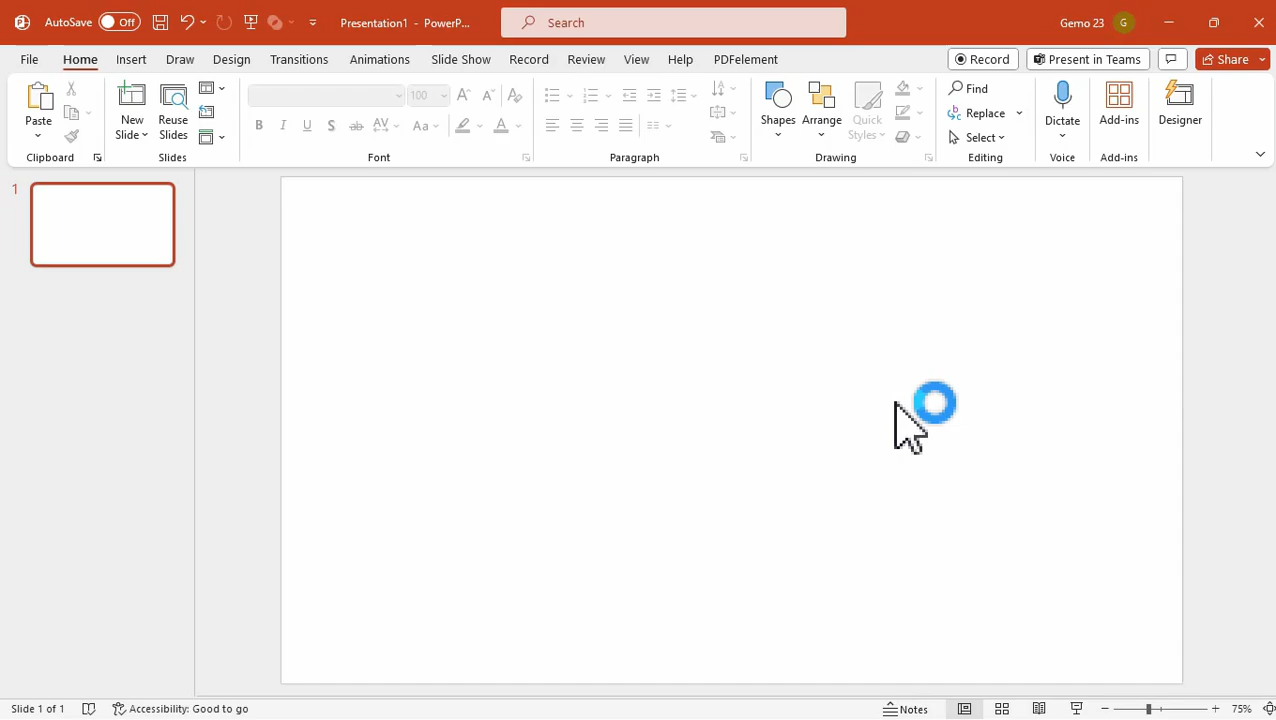 AutoSave Off Presentation1 - PowerP... Search Gemo 23 G
File Home Insert Draw Design Transitions Animations Slide Show Record Review View Help PDFelement Record Present in Teams Share
Paste New Slide Reuse Slides 100 Shapes Arrange Quick Styles Find Replace Select Dictate Add-ins Designer
B I U S ab AV Aa A
Clipboard Slides Font Paragraph Drawing Editing Voice Add-ins
1
Slide 1 of 1 Accessibility: Good to go Notes 75%